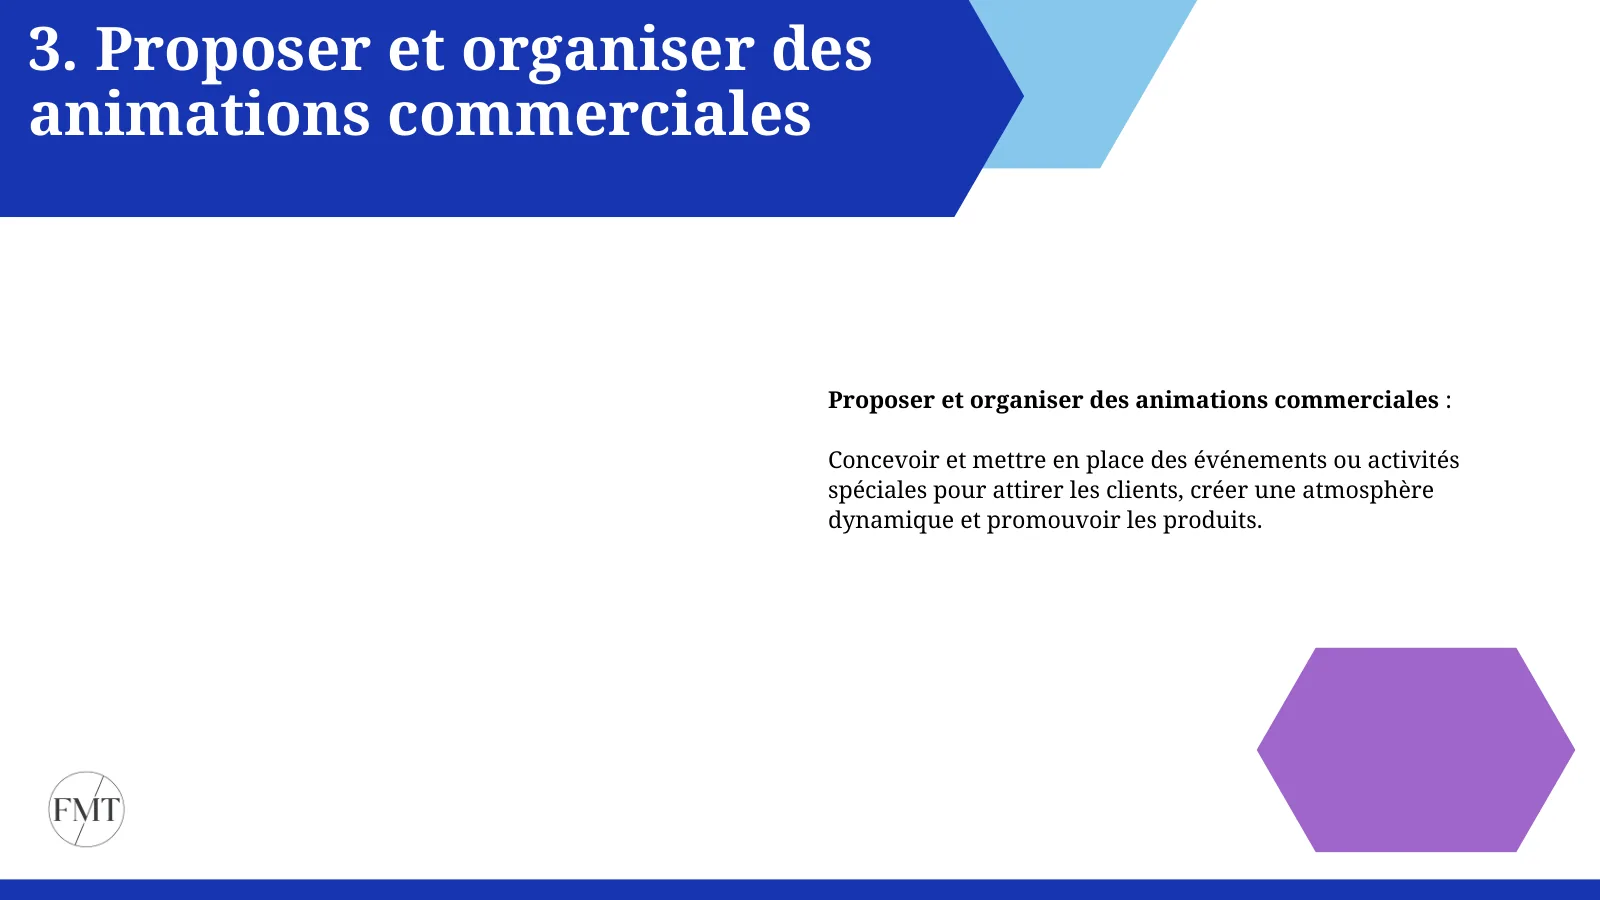 3. Proposer et organiser des
animations commerciales
Proposer et organiser des animations commerciales :
Concevoir et mettre en place des événements ou activités
spéciales pour attirer les clients, créer une atmosphère
dynamique et promouvoir les produits.
FMT